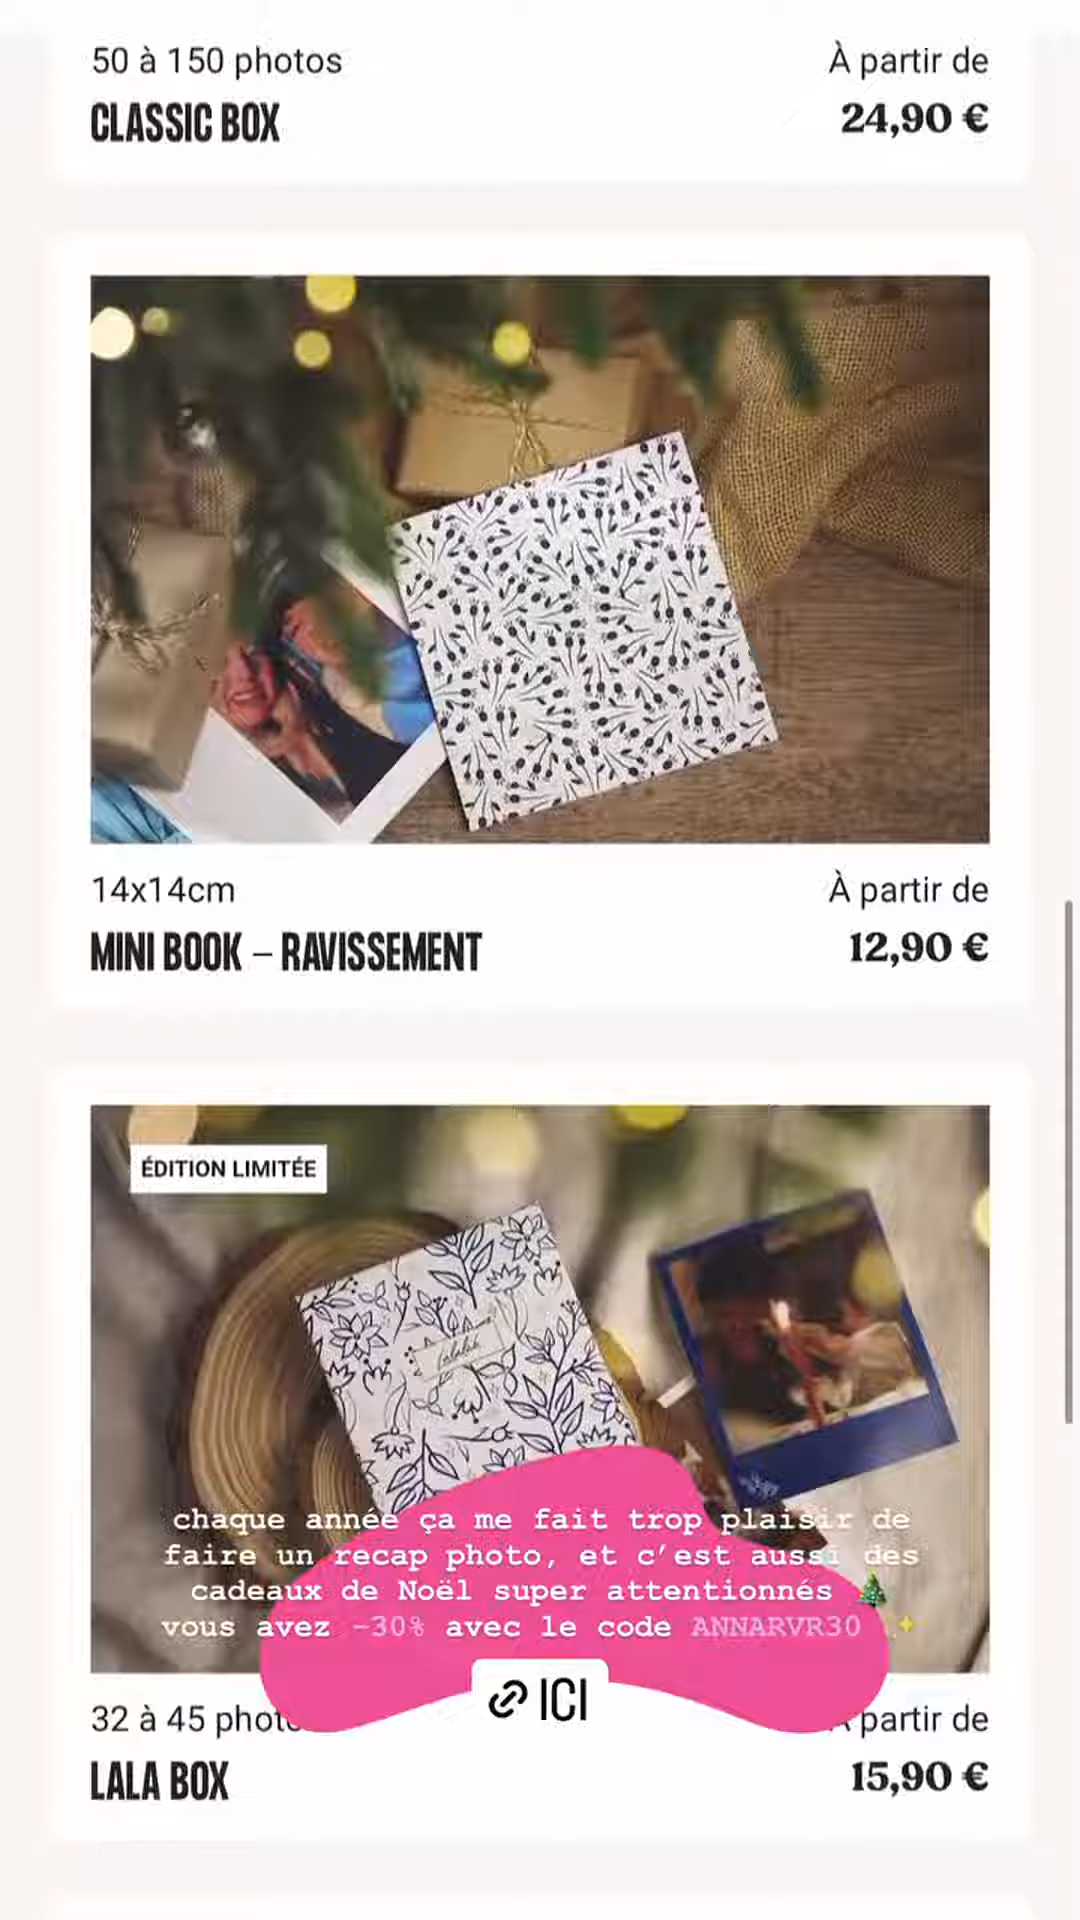 50 à 150 photos
À partir de
CLASSIC BOX
24,90 €
14x14cm
À partir de
MINI BOOK – RAVISSEMENT
12,90 €
ÉDITION LIMITÉE
chaque année ça me fait trop plaisir de
faire un recap photo, et c’est aussi des
cadeaux de Noël super attentionnés 🎄
vous avez -30% avec le code ANNARVR30 ✨
ICI
32 à 45
partir de
LALA BOX
15,90 €